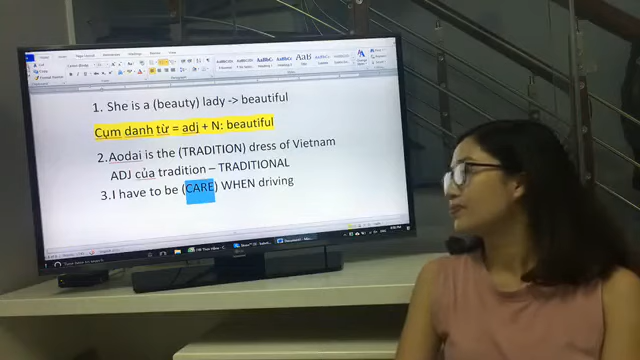 1. She is a (beauty) lady -> beautiful
Cụm danh từ = adj + N: beautiful
2.Aodai is the (TRADITION) dress of Vietnam
ADJ của tradition – TRADITIONAL
3.I have to be (CARE) WHEN driving